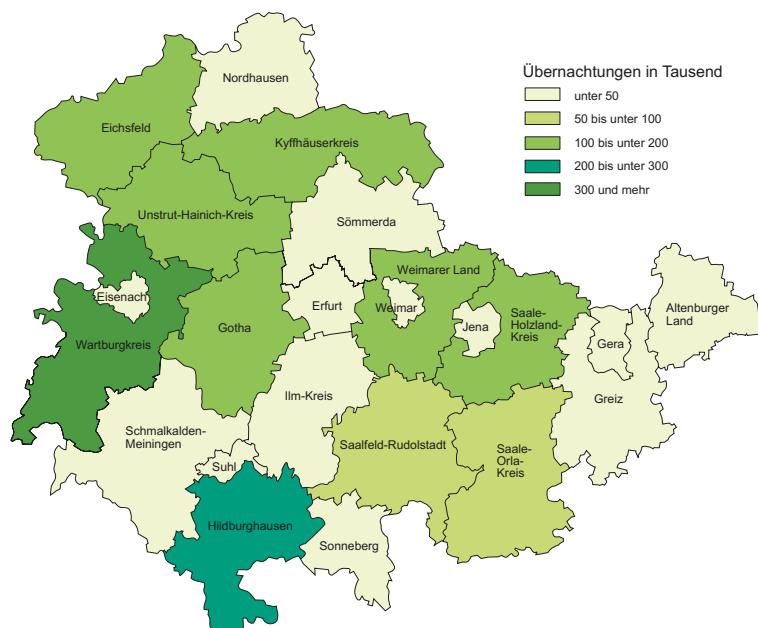 Übernachtungen in Tausend
unter 50
50 bis unter 100
100 bis unter 200
200 bis unter 300
300 und mehr
Nordhausen
Eichsfeld
Kyffhäuserkreis
Unstrut-Hainich-Kreis
Sömmerda
Weimarer Land
Eisenach
Erfurt
Weimar
Jena
Saale-
Holzland-
Kreis
Altenburger
Land
Gera
Wartburgkreis
Gotha
Greiz
Ilm-Kreis
Schmalkalden-
Meiningen
Saalfeld-Rudolstadt
Saale-
Orla-
Kreis
Suhl
Hildburghausen
Sonneberg